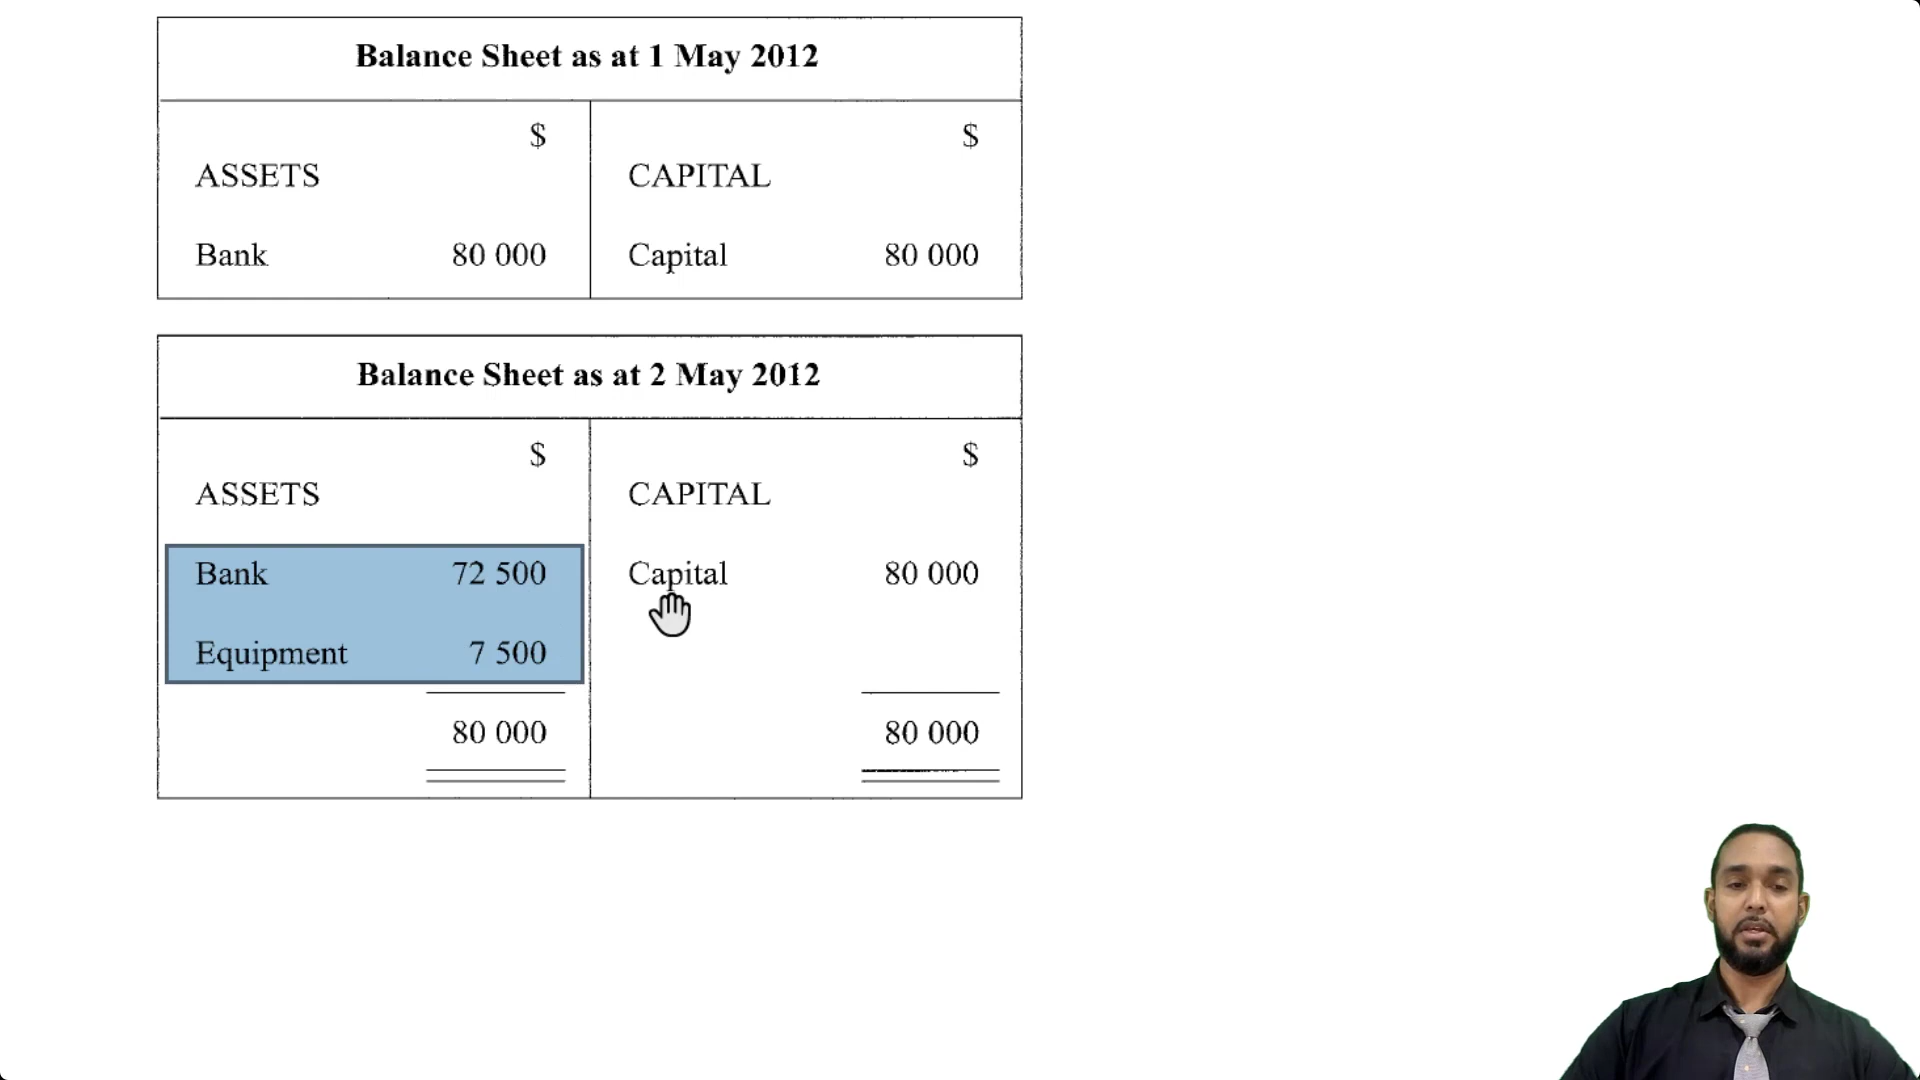 Balance Sheet as at 1 May 2012
$ $
ASSETS CAPITAL
Bank 80 000 Capital 80 000
Balance Sheet as at 2 May 2012
$ $
ASSETS CAPITAL
Bank 72 500 Capital 80 000
Equipment 7 500
80 000 80 000